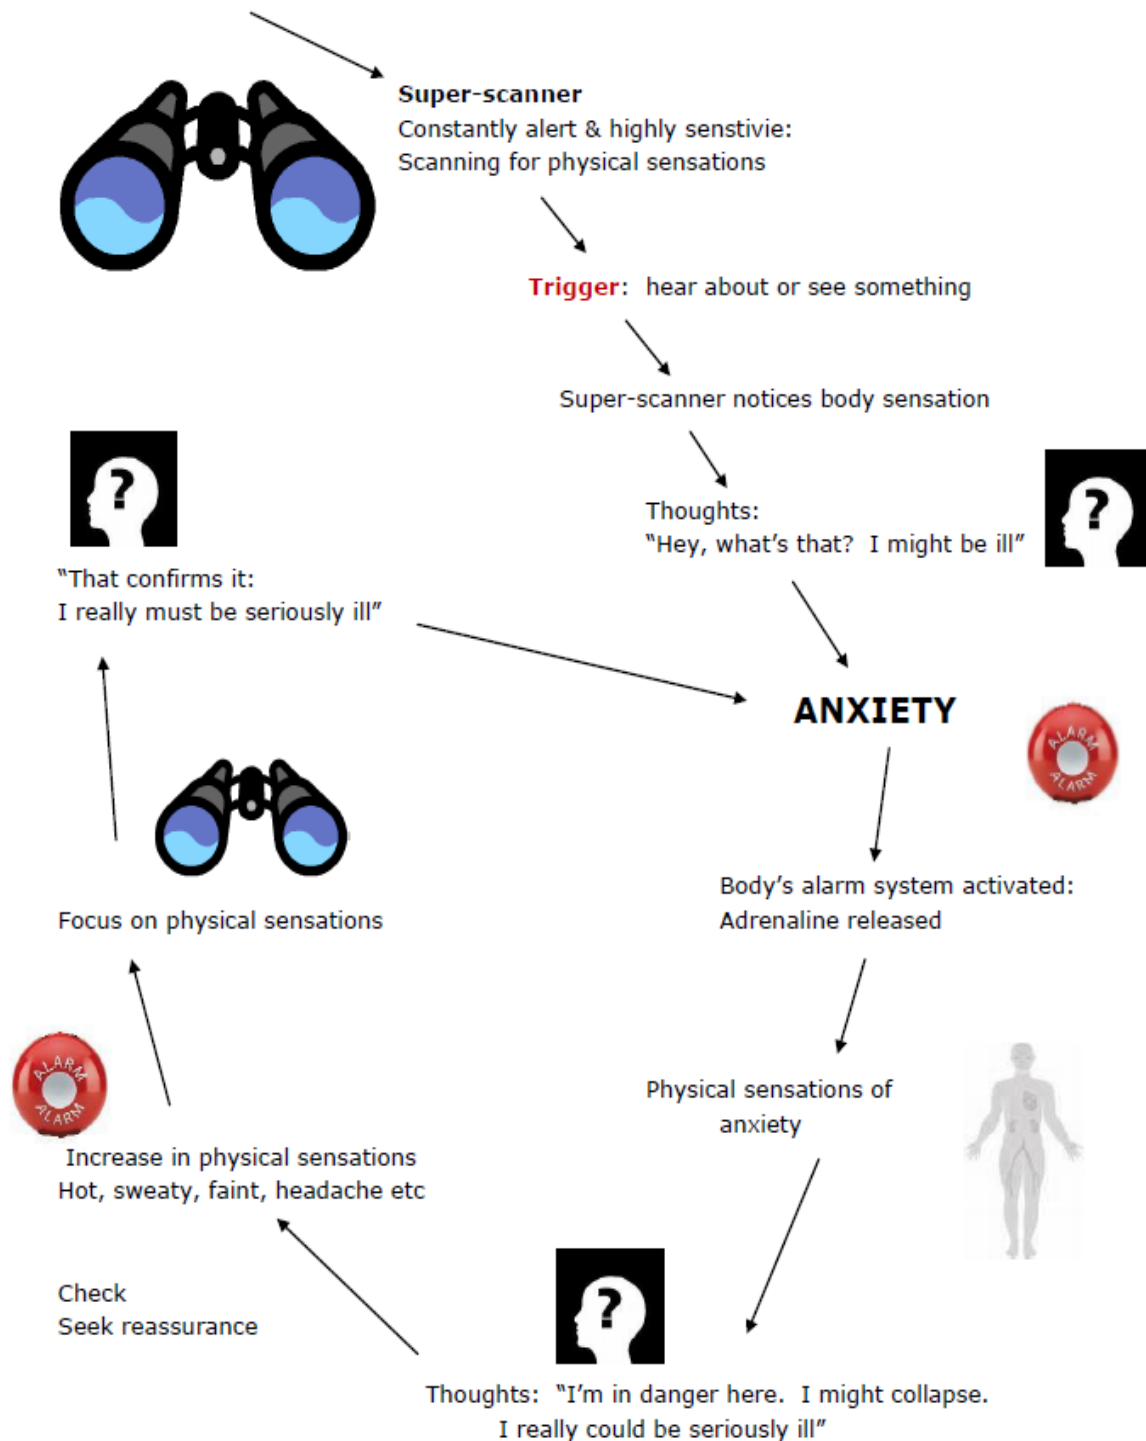 Super-scanner
Constantly alert & highly senstivie:
Scanning for physical sensations
Trigger:  hear about or see something
Super-scanner notices body sensation
Thoughts:
“Hey, what’s that?  I might be ill”
ANXIETY
ALARM
ALARM
Body’s alarm system activated:
Adrenaline released
Physical sensations of
anxiety
Thoughts:  “I’m in danger here.  I might collapse.
I really could be seriously ill”
Check
Seek reassurance
Increase in physical sensations
Hot, sweaty, faint, headache etc
ALARM
ALARM
Focus on physical sensations
“That confirms it:
I really must be seriously ill”
?
?
?